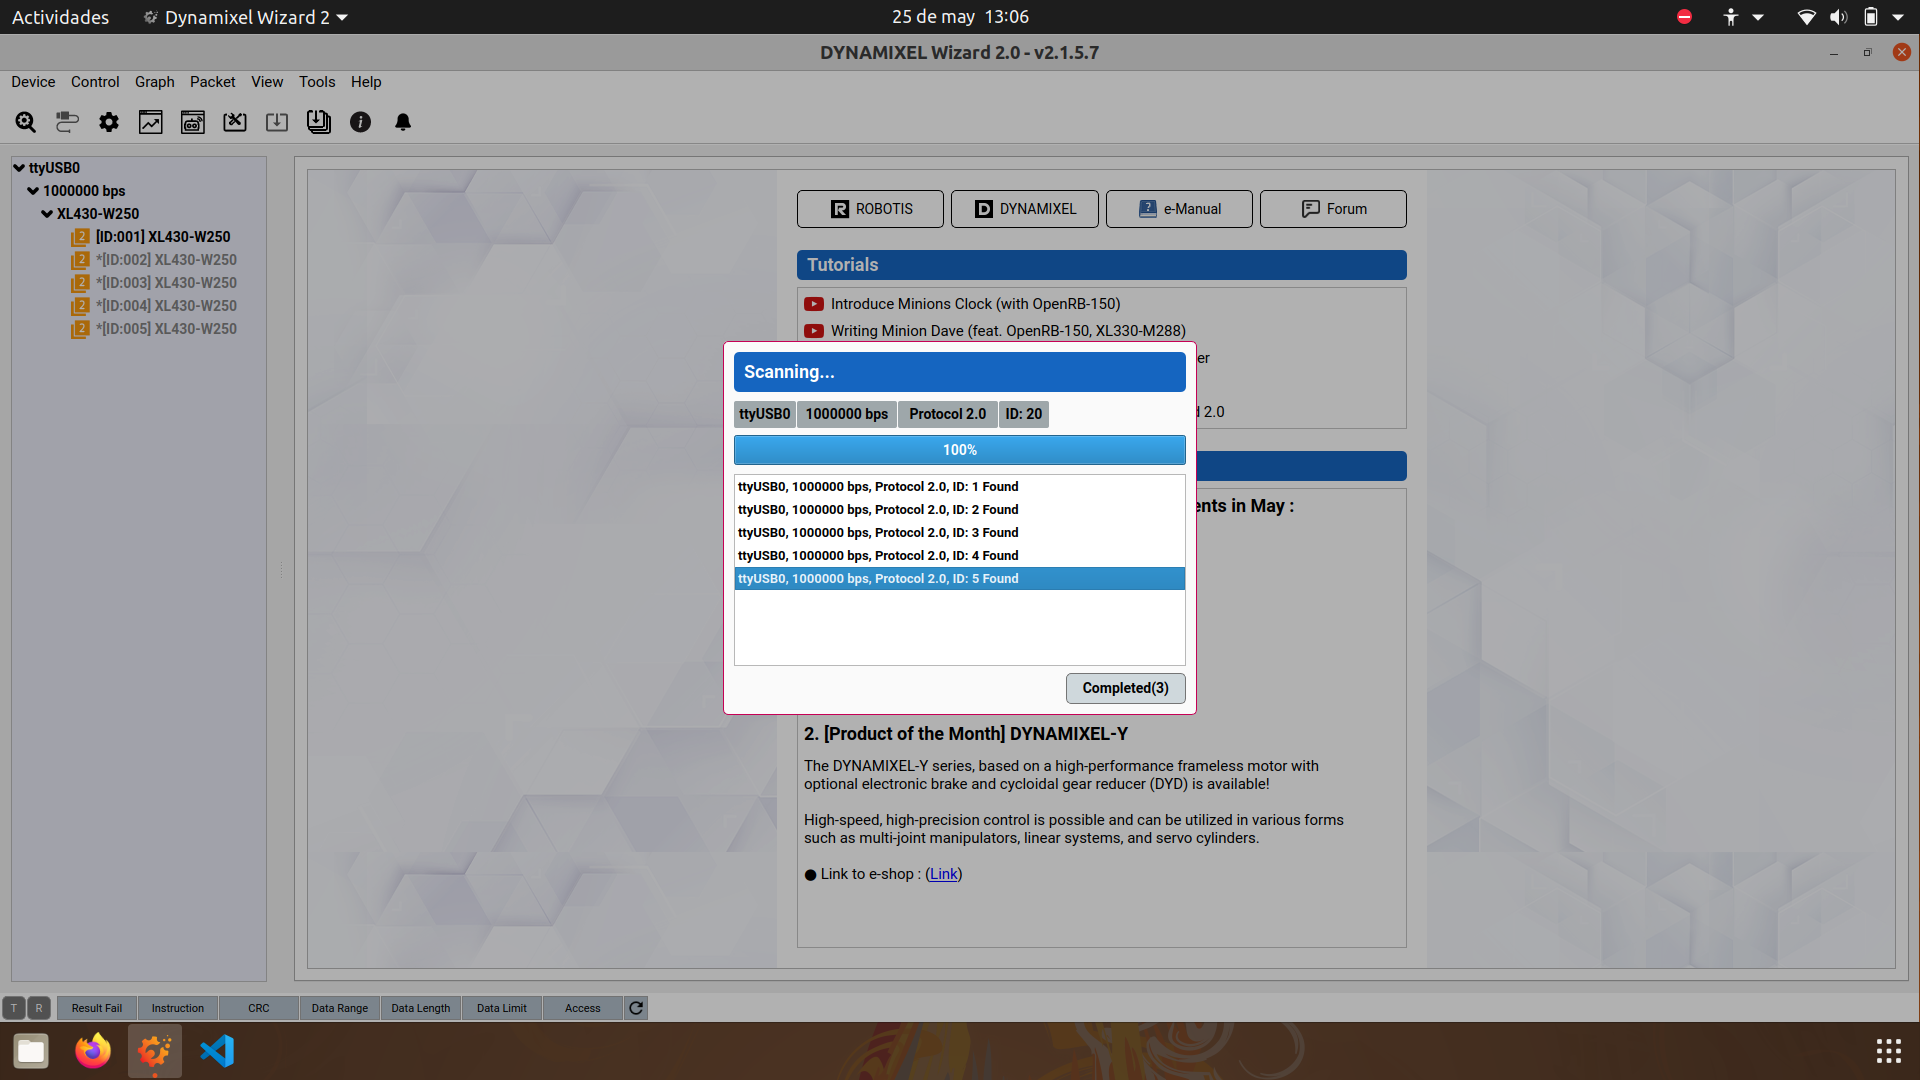 Actividades
Dynamixel Wizard 2
25 de may 13:06
DYNAMIXEL Wizard 2.0 - v2.1.5.7
Device Control Graph Packet View Tools Help
ttyUSB0
1000000 bps
XL430-W250
2 [ID:001] XL430-W250
2 *[ID:002] XL430-W250
2 *[ID:003] XL430-W250
2 *[ID:004] XL430-W250
2 *[ID:005] XL430-W250
R ROBOTIS
D DYNAMIXEL
? e-Manual
Forum
Tutorials
Introduce Minions Clock (with OpenRB-150)
Writing Minion Dave (feat. OpenRB-150, XL330-M288)
er
2.0
Scanning...
ttyUSB0 1000000 bps Protocol 2.0 ID: 20
100%
ttyUSB0, 1000000 bps, Protocol 2.0, ID: 1 Found
ttyUSB0, 1000000 bps, Protocol 2.0, ID: 2 Found
ttyUSB0, 1000000 bps, Protocol 2.0, ID: 3 Found
ttyUSB0, 1000000 bps, Protocol 2.0, ID: 4 Found
ttyUSB0, 1000000 bps, Protocol 2.0, ID: 5 Found
Completed(3)
ents in May :
2. [Product of the Month] DYNAMIXEL-Y
The DYNAMIXEL-Y series, based on a high-performance frameless motor with
optional electronic brake and cycloidal gear reducer (DYD) is available!
High-speed, high-precision control is possible and can be utilized in various forms
such as multi-joint manipulators, linear systems, and servo cylinders.
● Link to e-shop : (Link)
T R Result Fail Instruction CRC Data Range Data Length Data Limit Access